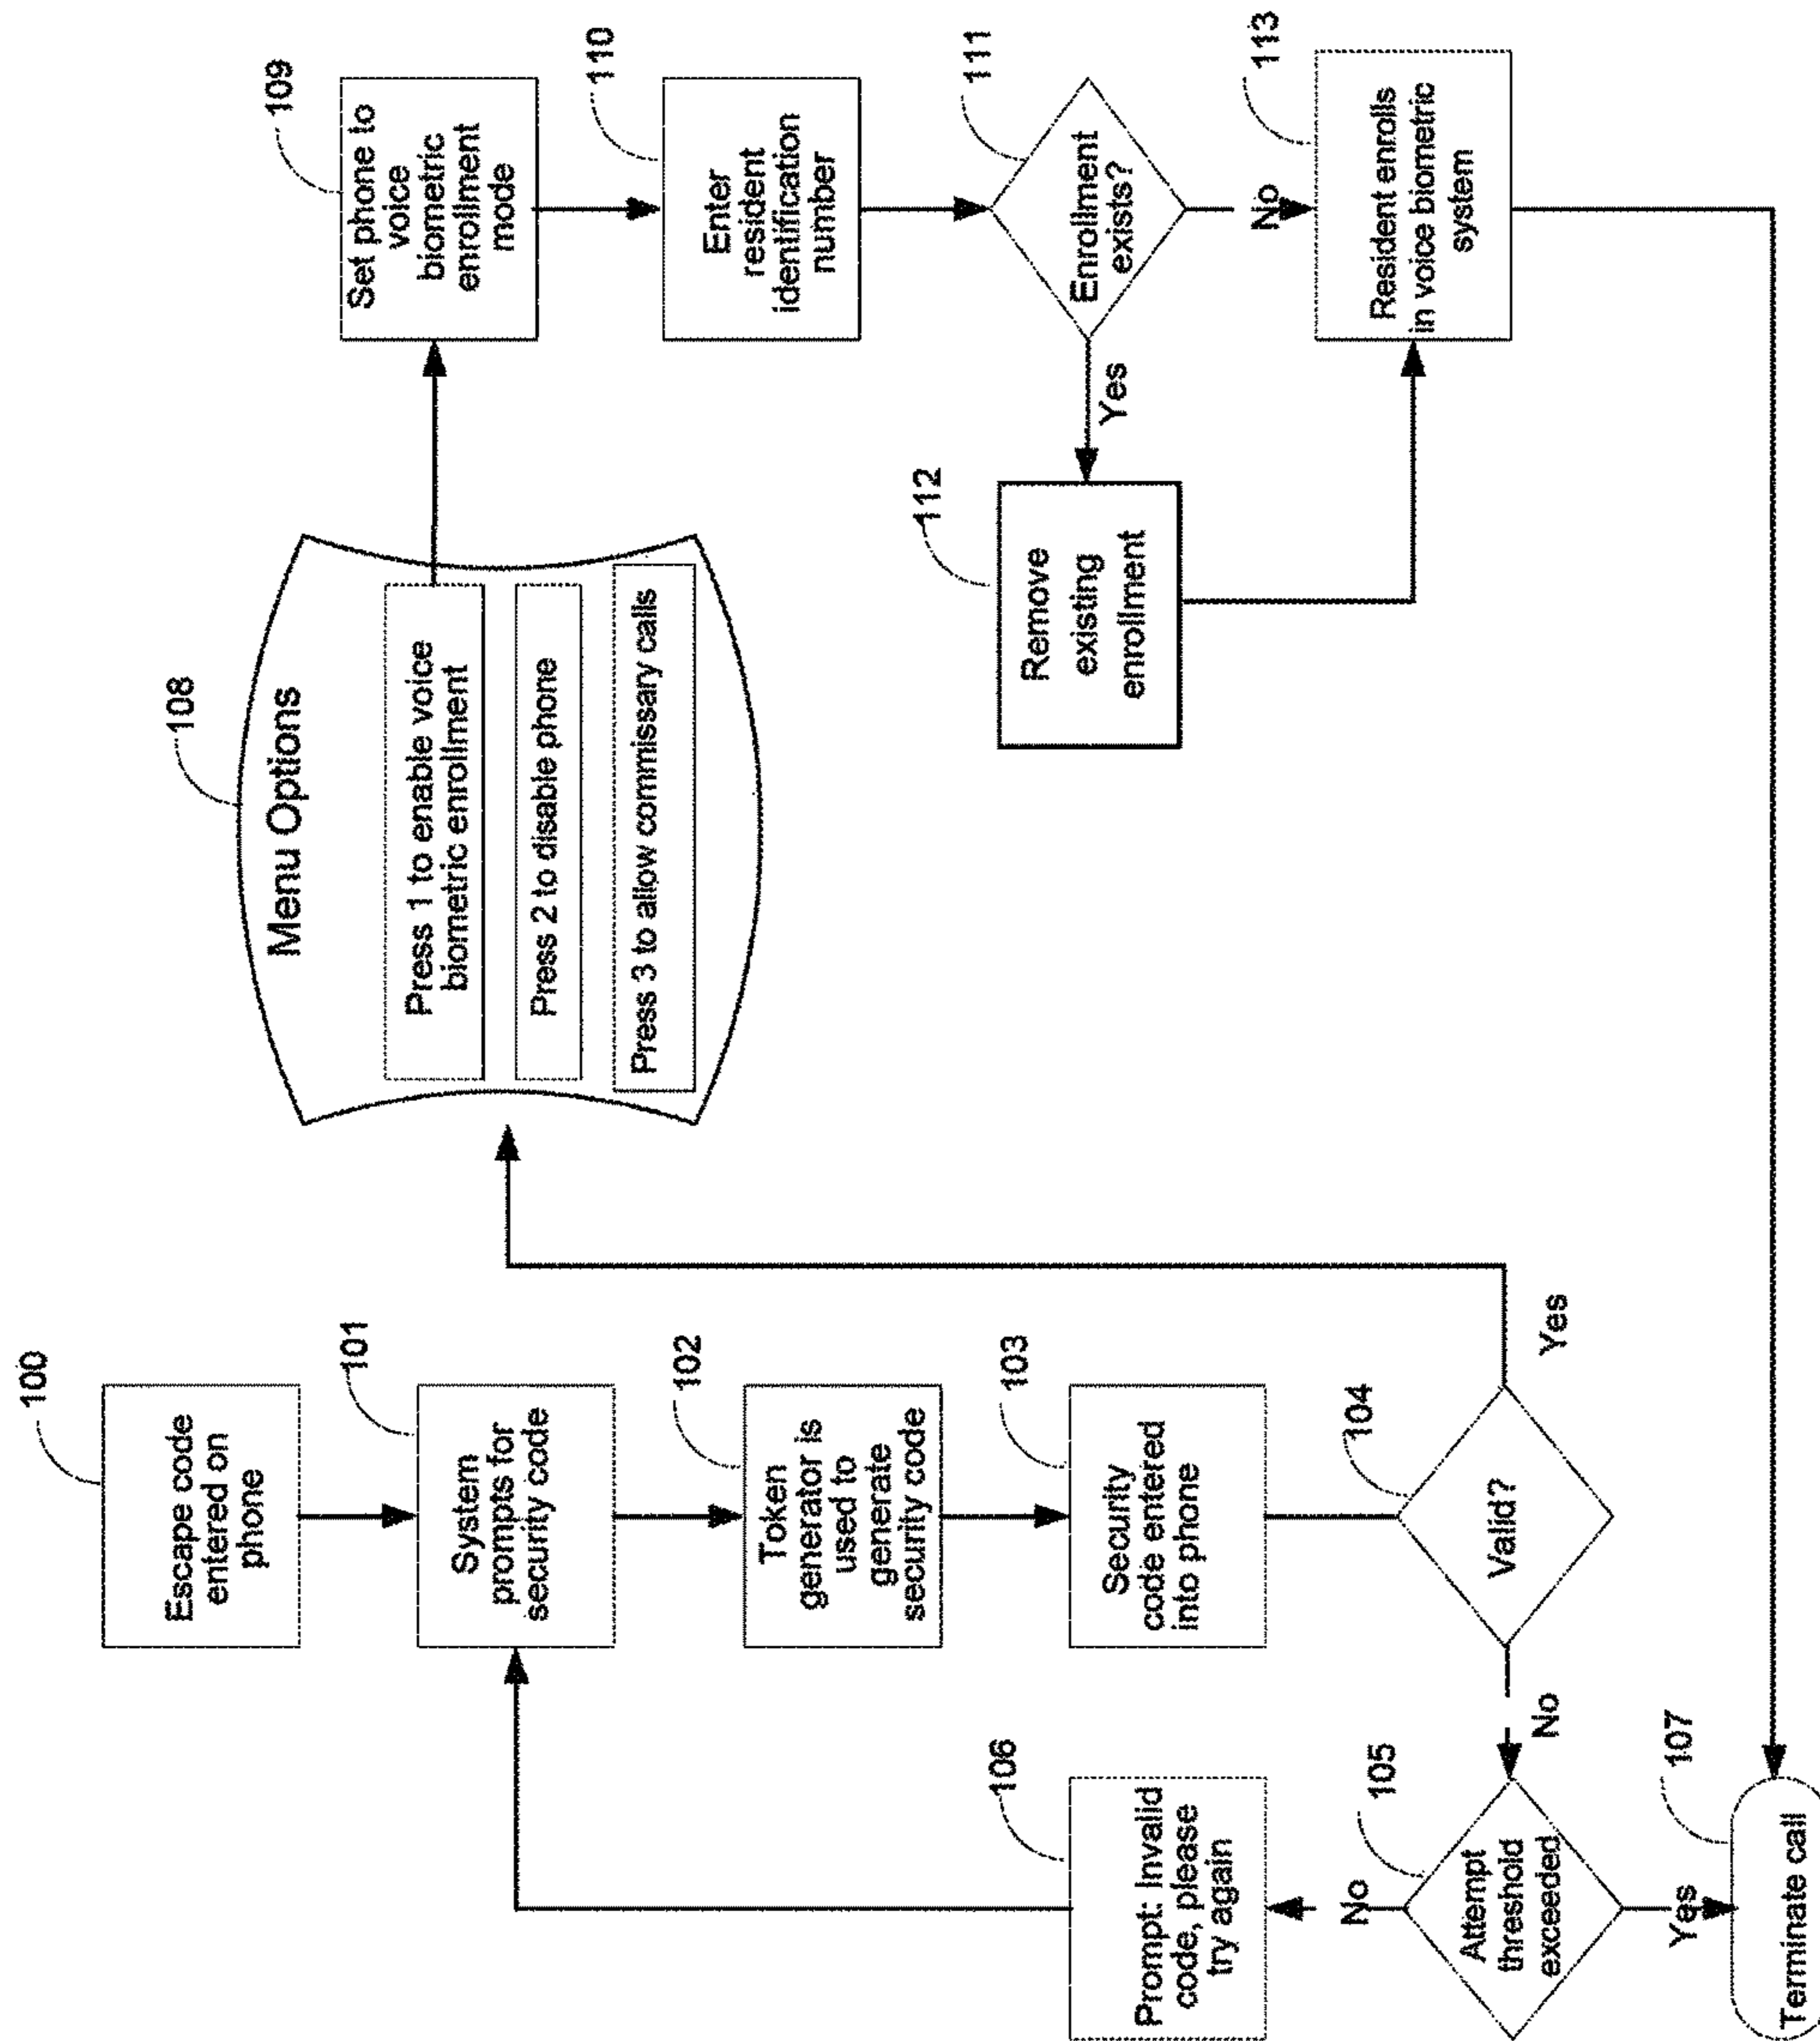 100
Escape code
entered on
phone
101
System
prompts for
security code
102
Token
generator is
used to
generate
security code
103
Security
code entered
into phone
104
Valid?
Yes
No
105
Attempt
threshold
exceeded
No
Yes
106
Prompt: Invalid
code, please
try again
107
Terminate call
108
Menu Options
Press 1 to enable voice
biometric enrollment
Press 2 to disable phone
Press 3 to allow commissary calls
109
Set phone to
voice
biometric
enrollment
mode
110
Enter
resident
identification
number
111
Enrollment
exists?
Yes
No
112
Remove
existing
enrollment
113
Resident enrolls
in voice biometric
system